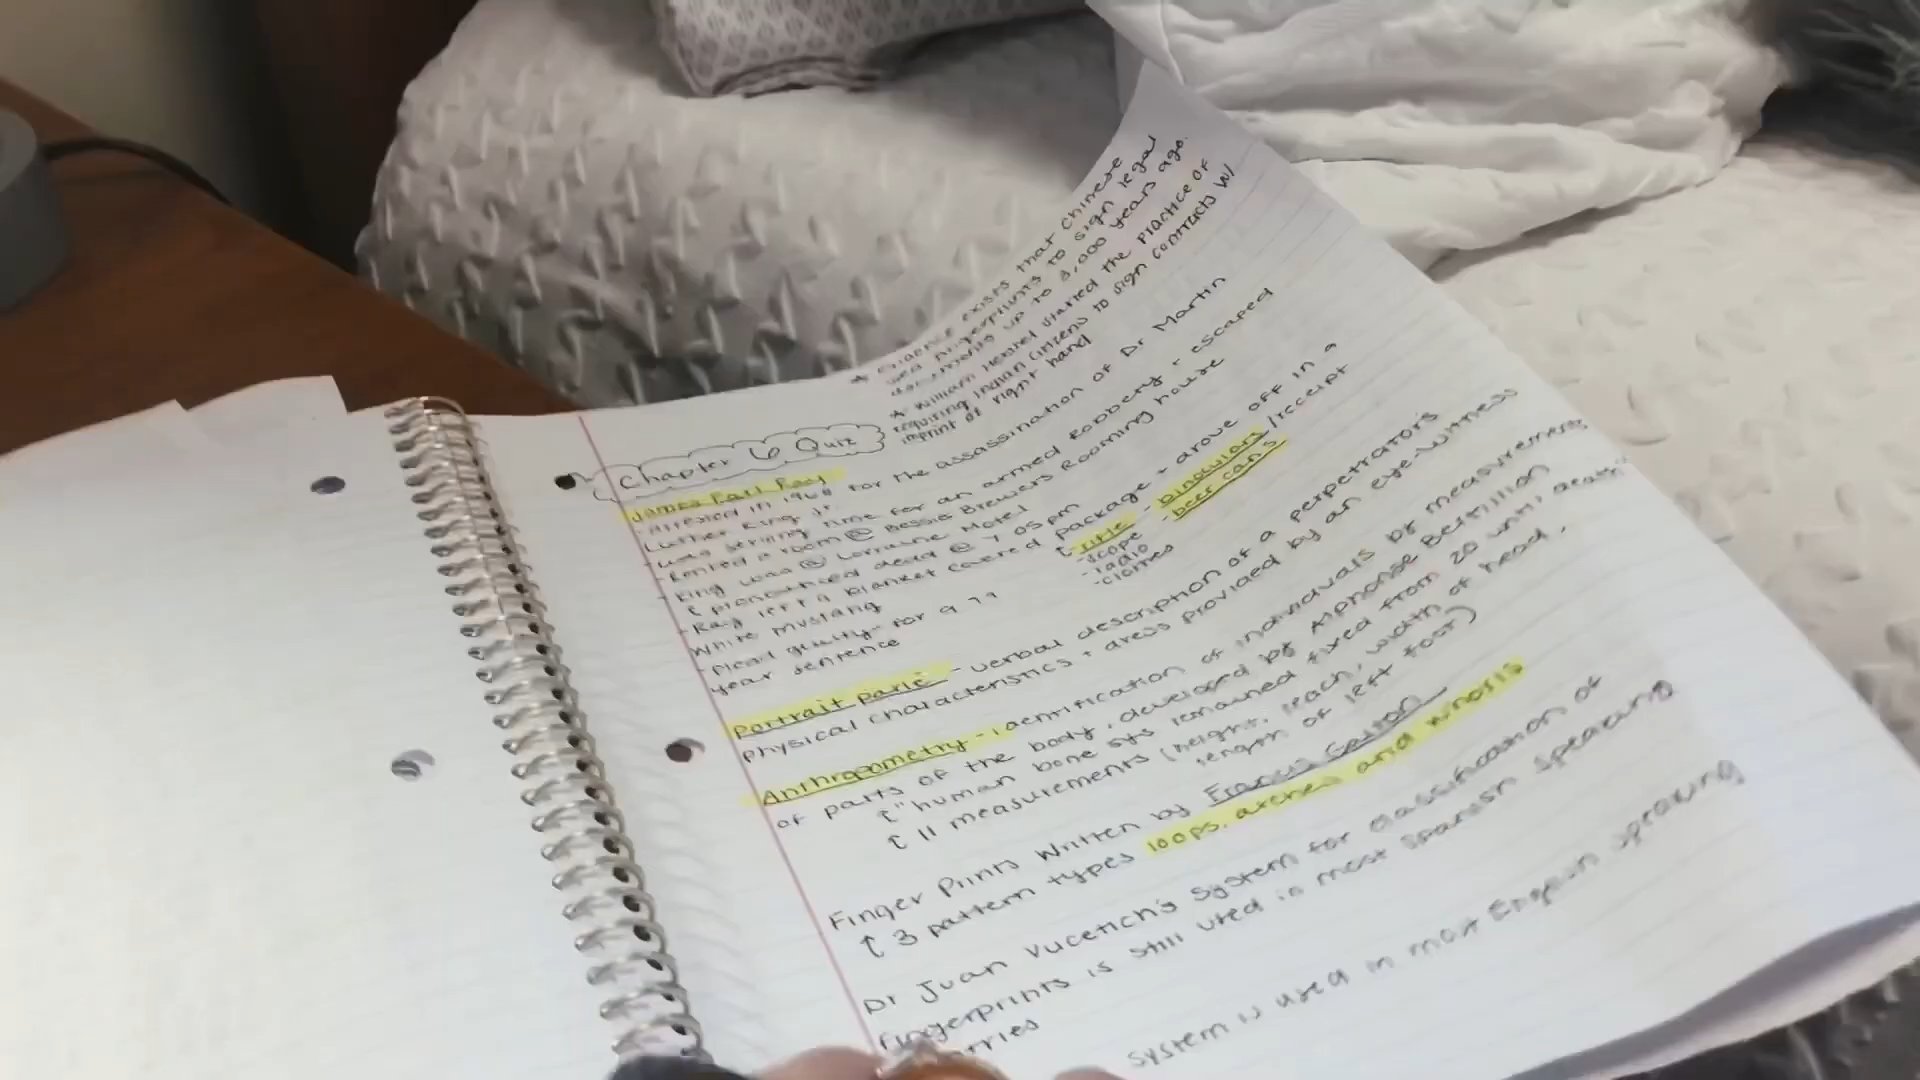 Chapter 6 Quiz
* Evidence exists that Chinese
used fingerprints to sign legal
documents up to 3,000 years ago.
* William Hershel started the practice of
requiring Indian citizens to sign contracts w/
imprint of right hand
James Earl Ray
- Arrested in 1968 for the assassination of Dr Martin
Luther King Jr
- was serving time for an armed robbery + escaped
- Rented a room @ Bessie Brewers Rooming house
- King was @ Lorraine Motel
pronounced dead @ 7 05 pm
- Ray left a blanket covered package + drove off in a
White Mustang
- rifle
- scope
- radio
- clothes
- binoculars/receipt
- beer cans
- Plead guilty - for a 99
year sentence
Portrait parlé - verbal description of a perpetrators
physical characteristics + dress provided by an eye-witness
Anthropometry - identification of individuals by measurements
of parts of the body, developed by Alphonse Bertillion
"human bone sys remained fixed from 20 until death
11 measurements (height, reach, width of head,
length of left foot)
Finger Prints written by Francis Galton
3 pattern types loops, arches and whorls
Dr Juan Vucetich's system for classification of
fingerprints is still used in most spanish speaking
system is used in most English speaking